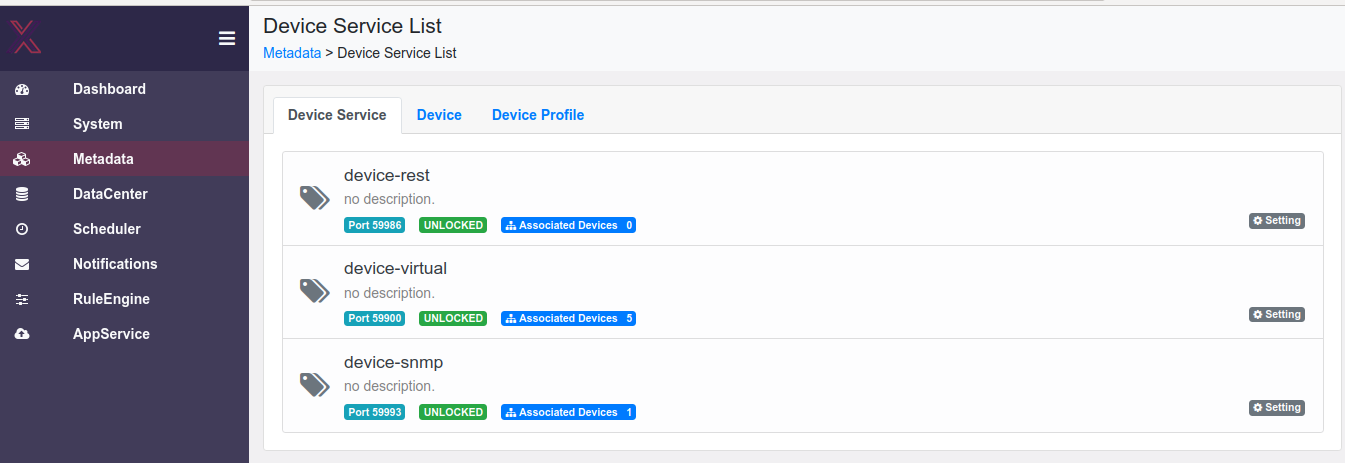 Device Service List
Metadata > Device Service List
Dashboard
System
Metadata
DataCenter
Scheduler
Notifications
RuleEngine
AppService
Device Service Device Device Profile
device-rest
no description.
Port 59986 UNLOCKED Associated Devices 0 Setting
device-virtual
no description.
Port 59900 UNLOCKED Associated Devices 5 Setting
device-snmp
no description.
Port 59993 UNLOCKED Associated Devices 1 Setting